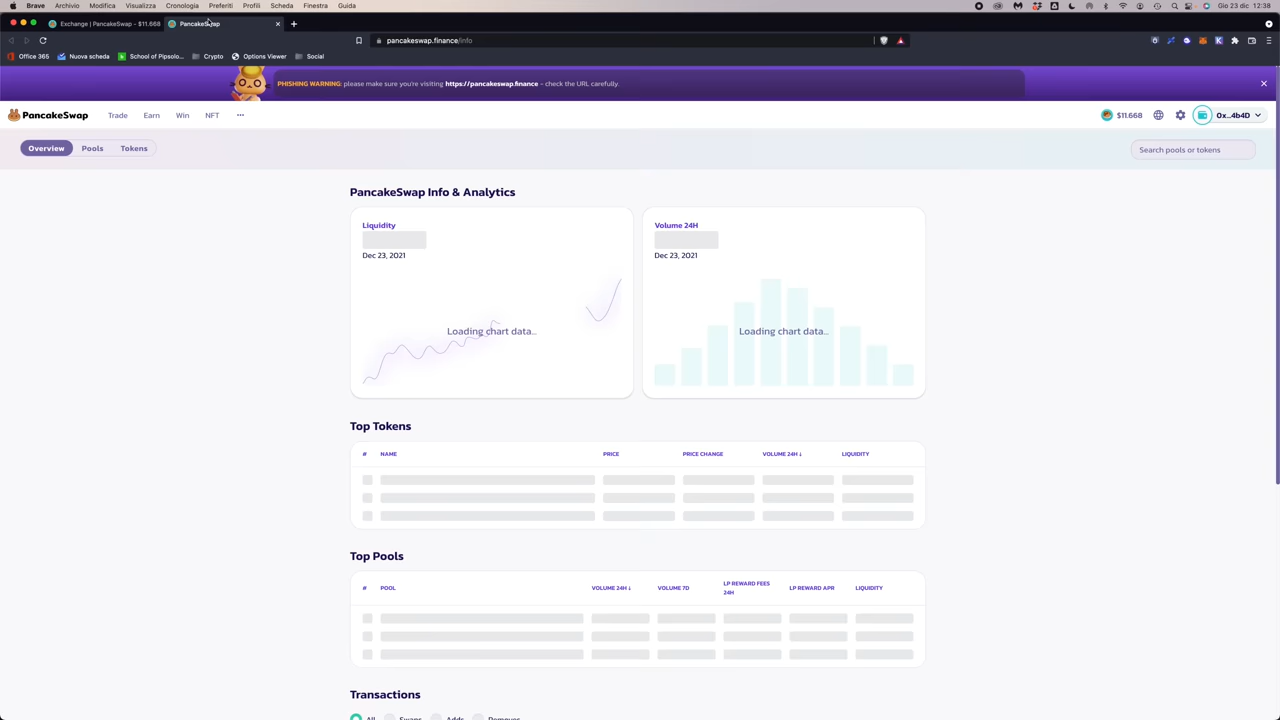 Brave Archivio Modifica Visualizza Cronologia Preferiti Profili Scheda Finestra Guida Gio 23 dic 12:38
Exchange | PancakeSwap - $11.668 PancakeSwap
pancakeswap.finance/info
Office 365 Nuova scheda School of Pipsolo... Crypto Options Viewer Social
PHISHING WARNING: please make sure you're visiting https://pancakeswap.finance - check the URL carefully.
PancakeSwap Trade Earn Win NFT ... $11.668 0x...4b4D
Overview Pools Tokens Search pools or tokens
PancakeSwap Info & Analytics
Liquidity
Dec 23, 2021
Loading chart data...
Volume 24H
Dec 23, 2021
Loading chart data...
Top Tokens
# NAME PRICE PRICE CHANGE VOLUME 24H ↓ LIQUIDITY
Top Pools
# POOL VOLUME 24H ↓ VOLUME 7D LP REWARD FEES 24H LP REWARD APR LIQUIDITY
Transactions
All Swaps Adds Removes